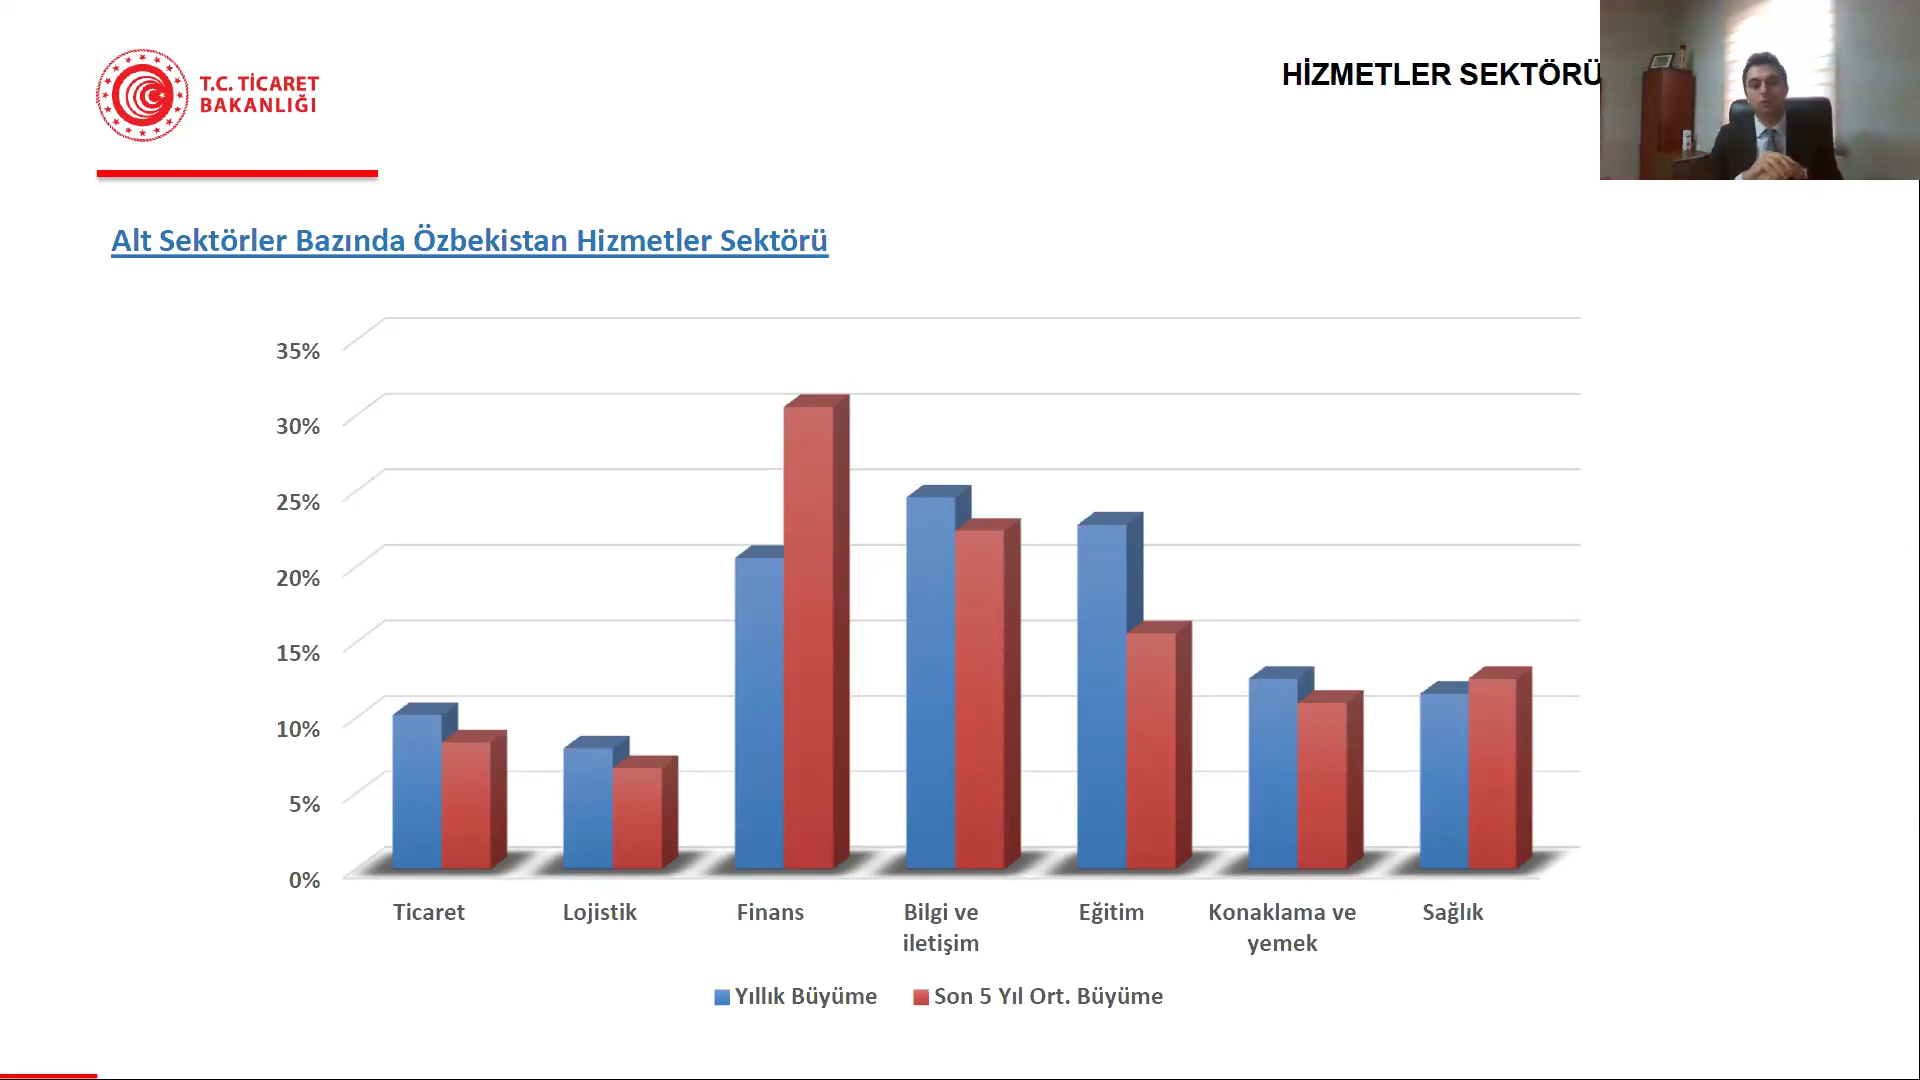 T.C. TİCARET
BAKANLIĞI
HİZMETLER SEKTÖRÜ
Alt Sektörler Bazında Özbekistan Hizmetler Sektörü
35%
30%
25%
20%
15%
10%
5%
0%
Ticaret
Lojistik
Finans
Bilgi ve
iletişim
Eğitim
Konaklama ve
yemek
Sağlık
Yıllık Büyüme
Son 5 Yıl Ort. Büyüme